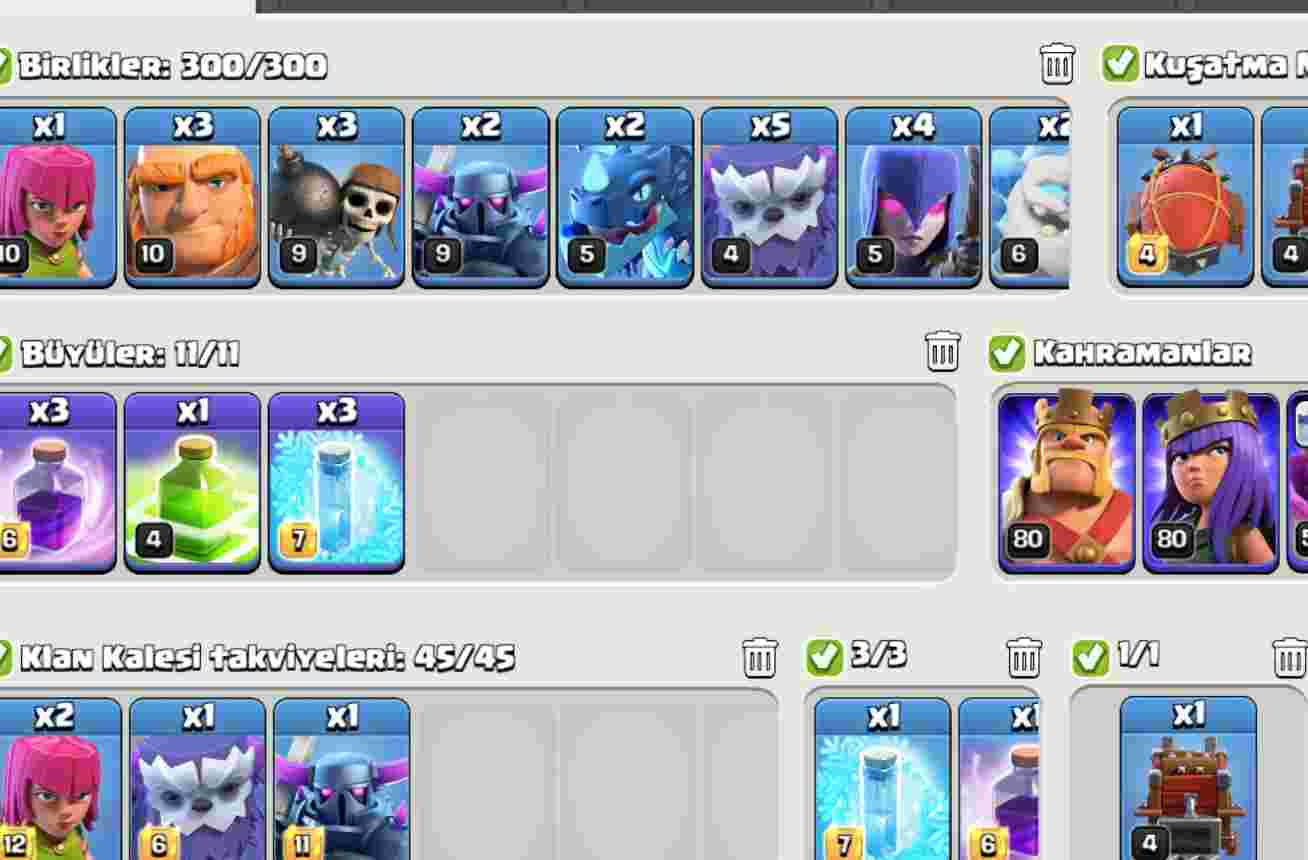 Birlikler: 300/300
Kuşatma
x1 x3 x3 x2 x2 x5 x4 x2 x1
10 10 9 9 5 4 5 6 4 4
Büyüler: 11/11
Kahramanlar
x3 x1 x3
6 4 7 80 80 5
Klan Kalesi takviyeleri: 45/45
3/3
1/1
x2 x1 x1 x1 x1 x1
12 6 11 7 6 4